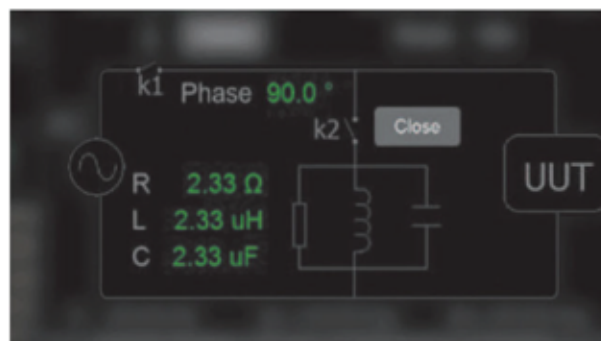 k1 Phase 90.0 °
k2 Close
R 2.33 Ω
L 2.33 uH
C 2.33 uF
UUT